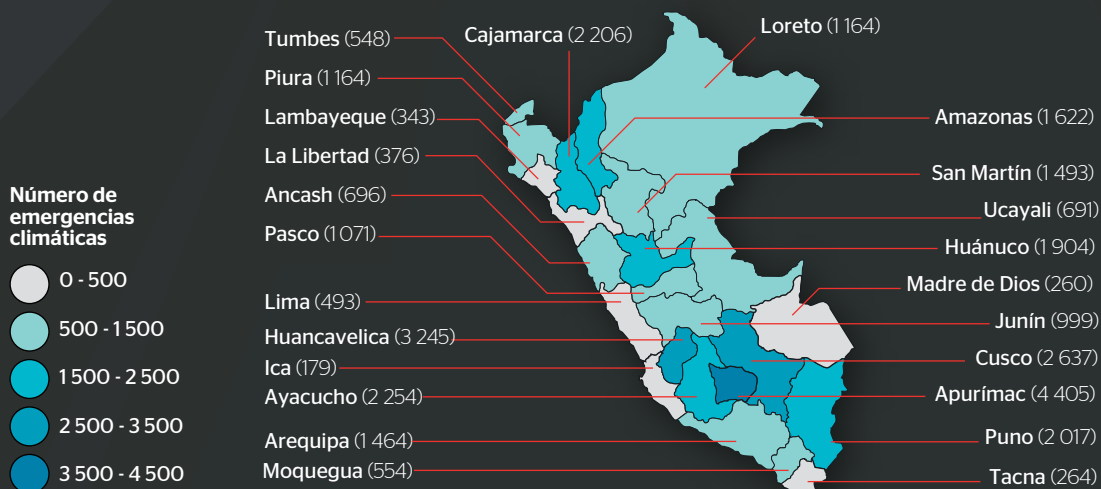 Tumbes (548)
Piura (1 164)
Lambayeque (343)
La Libertad (376)
Ancash (696)
Pasco (1 071)
Lima (493)
Huancavelica (3 245)
Ica (179)
Ayacucho (2 254)
Arequipa (1 464)
Moquegua (554)
Cajamarca (2 206)
Loreto (1 164)
Amazonas (1 622)
San Martín (1 493)
Ucayali (691)
Huánuco (1 904)
Madre de Dios (260)
Junín (999)
Cusco (2 637)
Apurímac (4 405)
Puno (2 017)
Tacna (264)
Número de
emergencias
climáticas
0 - 500
500 - 1 500
1 500 - 2 500
2 500 - 3 500
3 500 - 4 500